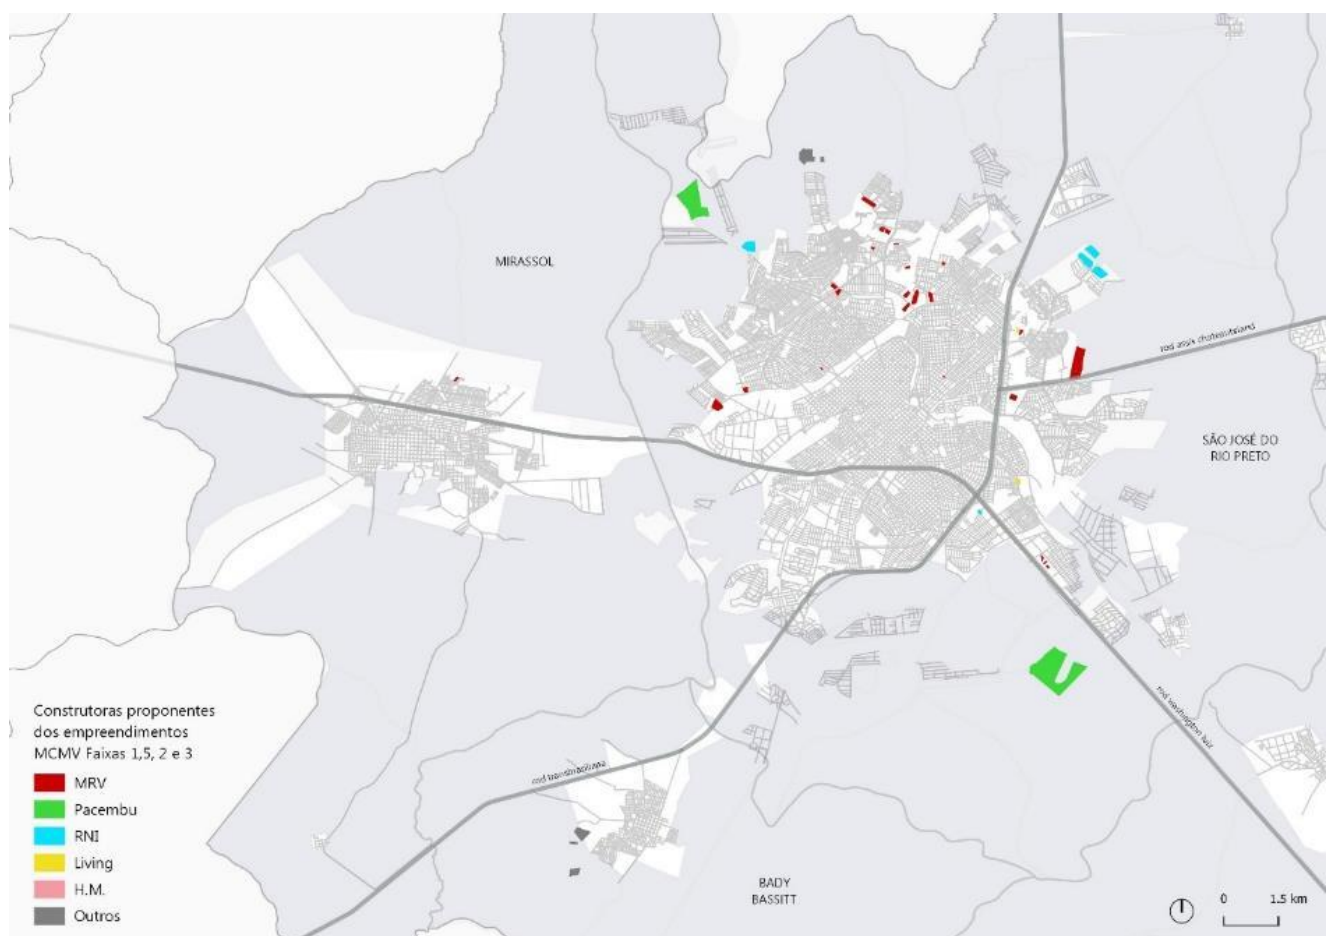 MIRASSOL
rod assis chateaubriand
SÃO JOSÉ DO
RIO PRETO
rod washington luiz
rod transbrasiliana
Construtoras proponentes
dos empreendimentos
MCMV Faixas 1,5, 2 e 3
MRV
Pacembu
RNI
Living
H.M.
Outros
BADY
BASSITT
0 1.5 km